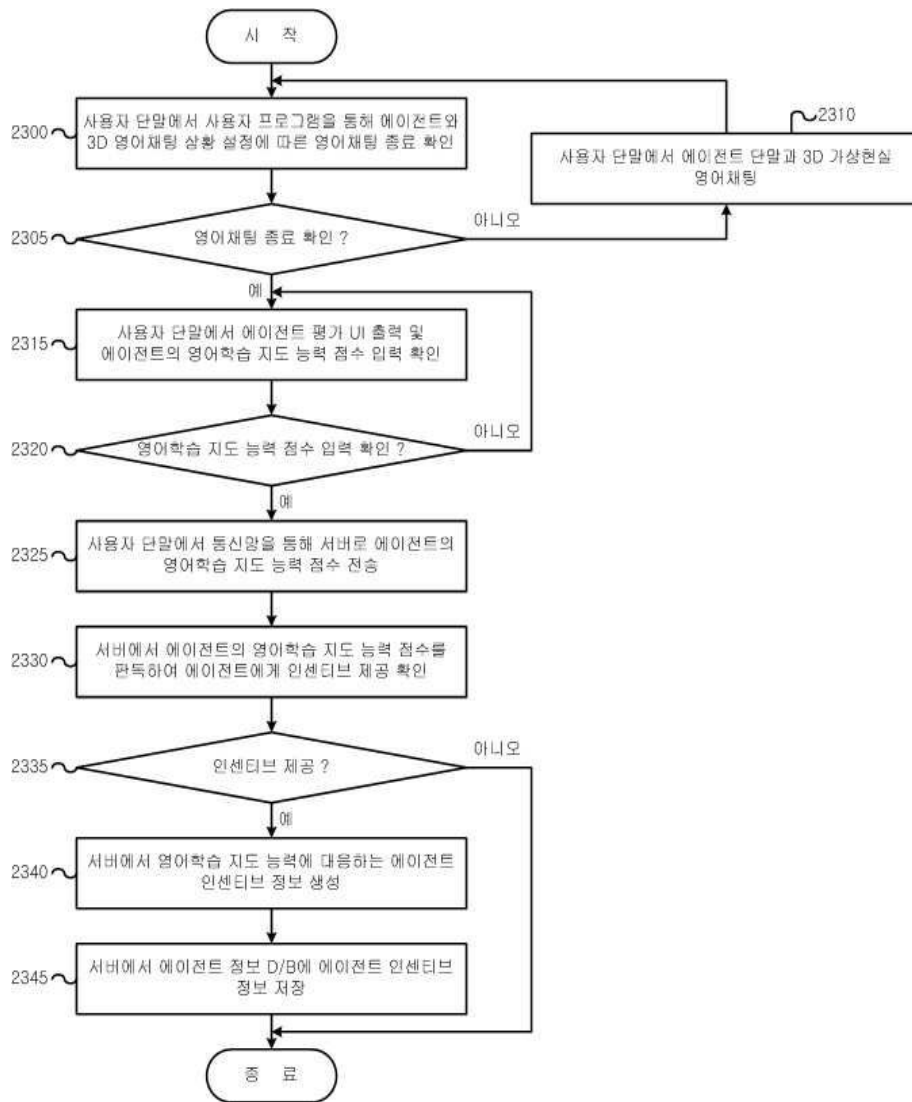 시 작
2300
사용자 단말에서 사용자 프로그램을 통해 에이전트와
3D 영어채팅 상황 설정에 따른 영어채팅 종료 확인
2310
사용자 단말에서 에이전트 단말과 3D 가상현실
영어채팅
2305
영어채팅 종료 확인 ?
아니오
예
2315
사용자 단말에서 에이전트 평가 UI 출력 및
에이전트의 영어학습 지도 능력 점수 입력 확인
2320
영어학습 지도 능력 점수 입력 확인 ?
아니오
예
2325
사용자 단말에서 통신망을 통해 서버로 에이전트의
영어학습 지도 능력 점수 전송
2330
서버에서 에이전트의 영어학습 지도 능력 점수를
판독하여 에이전트에게 인센티브 제공 확인
2335
인센티브 제공 ?
아니오
예
2340
서버에서 영어학습 지도 능력에 대응하는 에이전트
인센티브 정보 생성
2345
서버에서 에이전트 정보 D/B에 에이전트 인센티브
정보 저장
종 료